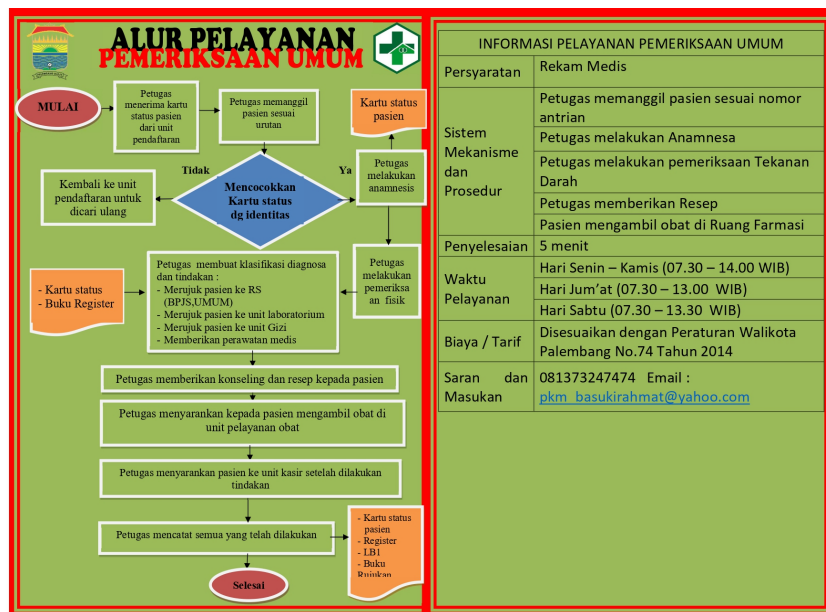 ALUR PELAYANAN
PEMERIKSAAN UMUM
MULAI
Petugas
menerima kartu
status pasien
dari unit
pendaftaran
Petugas memanggil
pasien sesuai
urutan
Kartu status
pasien
Tidak
Ya
Mencocokkan
Kartu status
dg identitas
Petugas
melakukan
anamnesis
Kembali ke unit
pendaftaran untuk
dicari ulang
Petugas
melakukan
pemeriksa
an fisik
Petugas membuat klasifikasi diagnosa
dan tindakan :
- Merujuk pasien ke RS
(BPJS,UMUM)
- Merujuk pasien ke unit laboratorium
- Merujuk pasien ke unit Gizi
- Memberikan perawatan medis
- Kartu status
- Buku Register
Petugas memberikan konseling dan resep kepada pasien
Petugas menyarankan kepada pasien mengambil obat di
unit pelayanan obat
Petugas menyarankan pasien ke unit kasir setelah dilakukan
tindakan
Petugas mencatat semua yang telah dilakukan
- Kartu status
pasien
- Register
- LB1
- Buku
Rujukan
Selesai
INFORMASI PELAYANAN PEMERIKSAAN UMUM
Persyaratan
Rekam Medis
Sistem
Mekanisme
dan
Prosedur
Petugas memanggil pasien sesuai nomor
antrian
Petugas melakukan Anamnesa
Petugas melakukan pemeriksaan Tekanan
Darah
Petugas memberikan Resep
Pasien mengambil obat di Ruang Farmasi
Penyelesaian
5 menit
Waktu
Pelayanan
Hari Senin – Kamis (07.30 – 14.00 WIB)
Hari Jum'at (07.30 – 13.00 WIB)
Hari Sabtu (07.30 – 13.30 WIB)
Biaya / Tarif
Disesuaikan dengan Peraturan Walikota
Palembang No.74 Tahun 2014
Saran dan
Masukan
081373247474 Email :
pkm_basukirahmat@yahoo.com